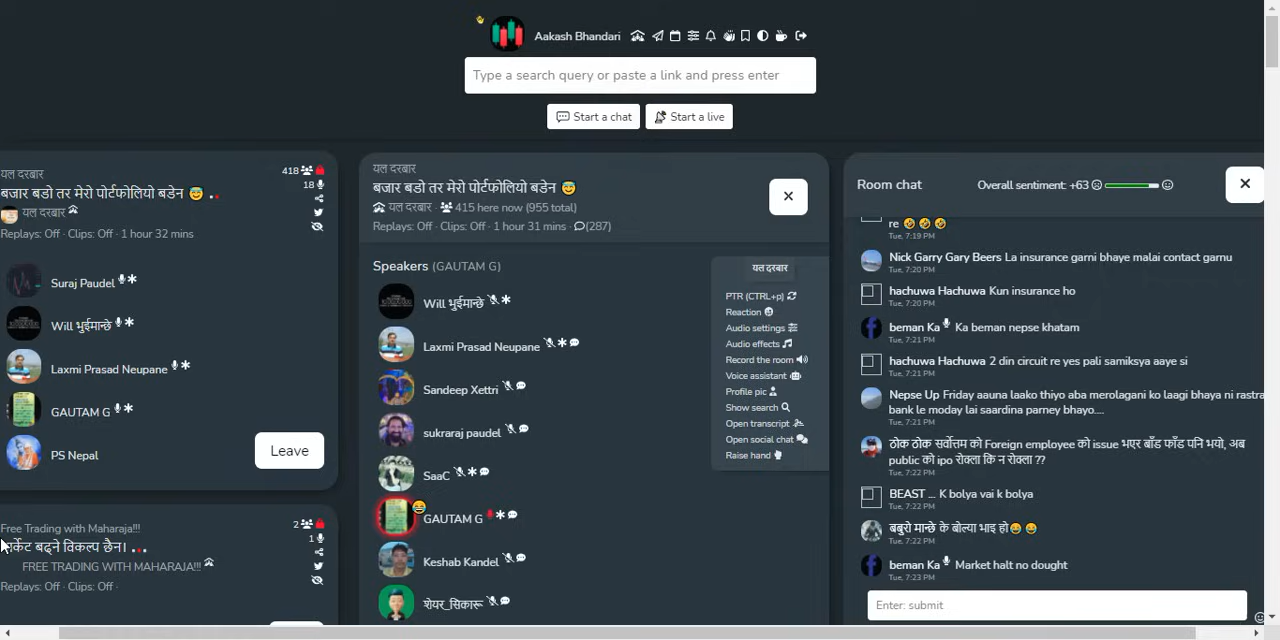 Aakash Bhandari
Type a search query or paste a link and press enter
Start a chat
Start a live
यल दरबार
बजार बडो तर मेरो पोर्टफोलियो बडेन 😇
418
18
यल दरबार
Replays: Off · Clips: Off · 1 hour 32 mins
Suraj Paudel
Will भुईमान्छे
Laxmi Prasad Neupane
GAUTAM G
PS Nepal
Leave
Free Trading with Maharaja!!!
2
1
मार्केट बढ्ने विकल्प छैन।
FREE TRADING WITH MAHARAJA!!!
Replays: Off · Clips: Off ·
यल दरबार
बजार बडो तर मेरो पोर्टफोलियो बडेन 😇
यल दरबार · 415 here now (955 total)
Replays: Off · Clips: Off · 1 hour 31 mins · (287)
Speakers (GAUTAM G)
Will भुईमान्छे
Laxmi Prasad Neupane
Sandeep Xettri
sukraraj paudel
SaaC
GAUTAM G
Keshab Kandel
शेयर_सिकारू
यल दरबार
PTR (CTRL+p)
Reaction
Audio settings
Audio effects
Record the room
Voice assistant
Profile pic
Show search
Open transcript
Open social chat
Raise hand
Room chat
Overall sentiment: +63
re 🤣🤣🤣
Tue, 7:19 PM
Nick Garry Gary Beers La insurance garni bhaye malai contact garnu
Tue, 7:20 PM
hachuwa Hachuwa Kun insurance ho
Tue, 7:20 PM
beman Ka Ka beman nepse khatam
Tue, 7:21 PM
hachuwa Hachuwa 2 din circuit re yes pali samiksya aaye si
Tue, 7:21 PM
Nepse Up Friday aauna laako thiyo aba merolagani ko laagi bhaya ni rastra
bank le moday lai saardina parney bhayo....
Tue, 7:21 PM
ठोक ठोक सर्वोत्तम को Foreign employee को issue भएर बाँड फाँड पनि भयो, अब
public को ipo रोक्ला कि न रोक्ला ??
Tue, 7:22 PM
BEAST ... K bolya vai k bolya
Tue, 7:22 PM
बबुरो मान्छे के बोल्या भाइ हो😂😂
Tue, 7:22 PM
beman Ka Market halt no dought
Tue, 7:23 PM
Enter: submit